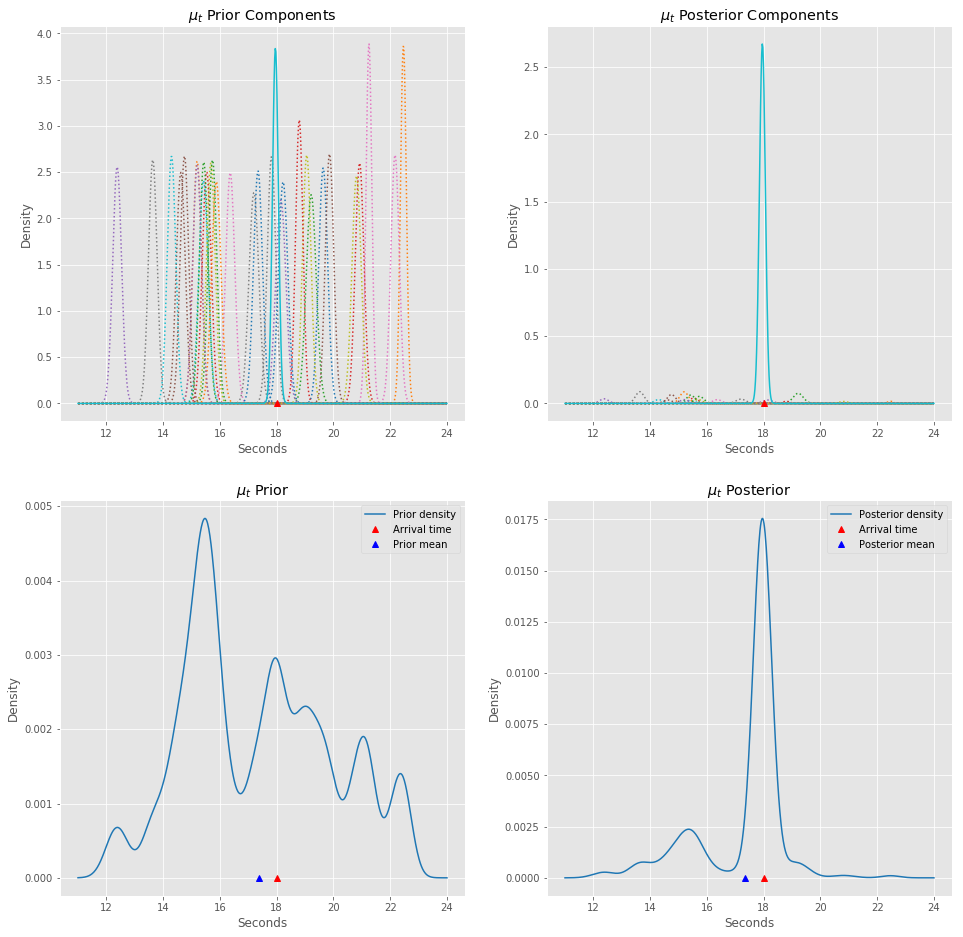 μt Prior Components
Density
4.0
3.5
3.0
2.5
2.0
1.5
1.0
0.5
0.0
12 14 16 18 20 22 24
Seconds
μt Posterior Components
Density
2.5
2.0
1.5
1.0
0.5
0.0
12 14 16 18 20 22 24
Seconds
μt Prior
Prior density
Arrival time
Prior mean
Density
0.005
0.004
0.003
0.002
0.001
0.000
12 14 16 18 20 22 24
Seconds
μt Posterior
Posterior density
Arrival time
Posterior mean
Density
0.0175
0.0150
0.0125
0.0100
0.0075
0.0050
0.0025
0.0000
12 14 16 18 20 22 24
Seconds